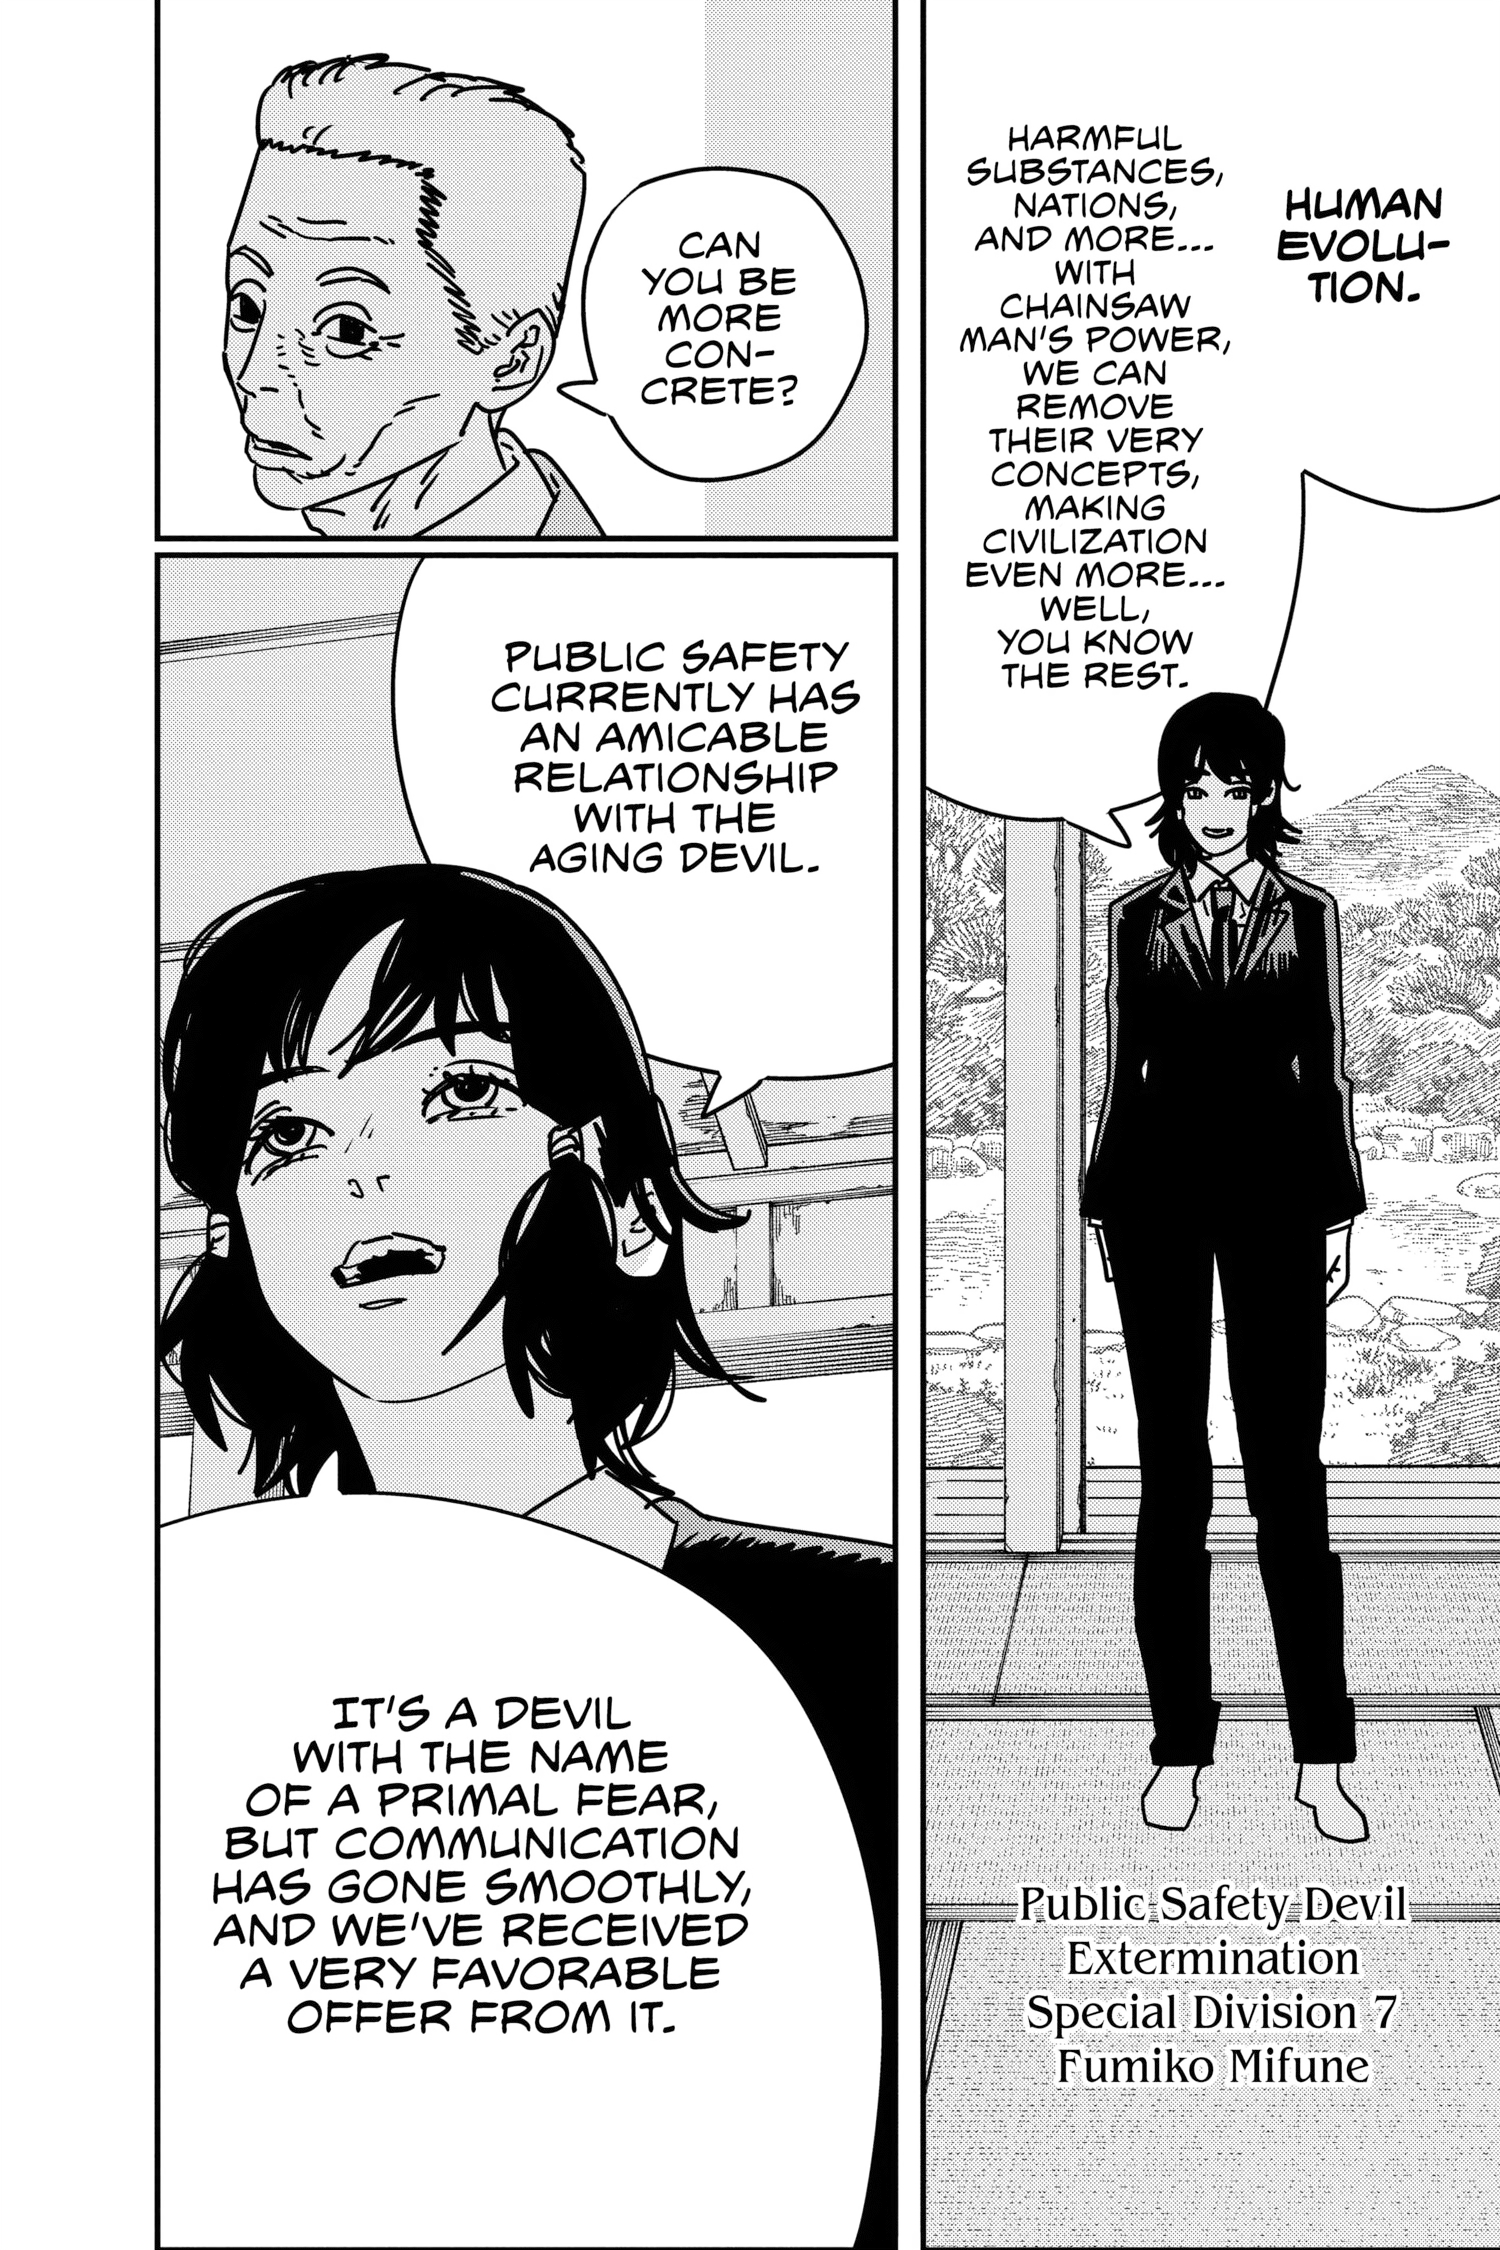 HUMAN
EVOLU-
TION.
HARMFUL
SUBSTANCES,
NATIONS,
AND MORE...
WITH
CHAINSAW
MAN'S POWER,
WE CAN
REMOVE
THEIR VERY
CONCEPTS,
MAKING
CIVILIZATION
EVEN MORE...
WELL,
YOU KNOW
THE REST.
Public Safety Devil
Extermination
Special Division 7
Fumiko Mifune
CAN
YOU BE
MORE
CON-
CRETE?
PUBLIC SAFETY
CURRENTLY HAS
AN AMICABLE
RELATIONSHIP
WITH THE
AGING DEVIL.
IT'S A DEVIL
WITH THE NAME
OF A PRIMAL FEAR,
BUT COMMUNICATION
HAS GONE SMOOTHLY,
AND WE'VE RECEIVED
A VERY FAVORABLE
OFFER FROM IT.